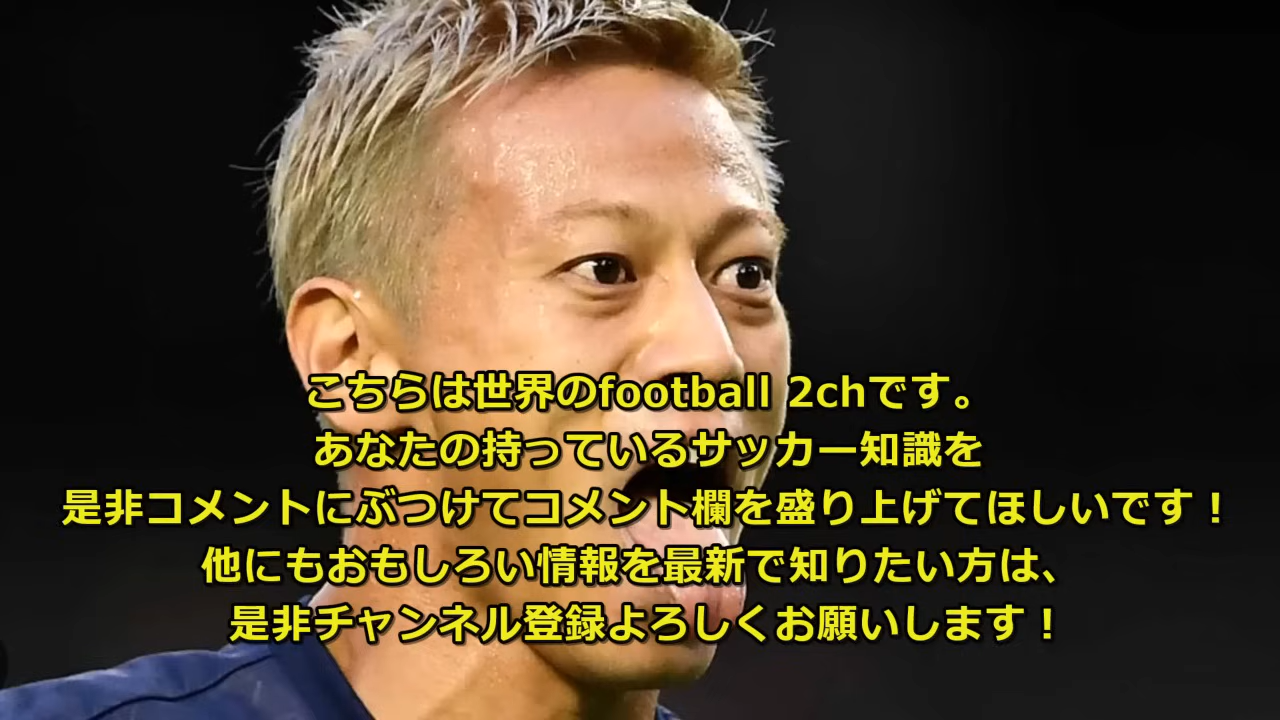 こちらは世界のfootball 2chです。
あなたの持っているサッカー知識を
是非コメントにぶつけてコメント欄を盛り上げてほしいです！
他にもおもしろい情報を最新で知りたい方は、
是非チャンネル登録よろしくお願いします！